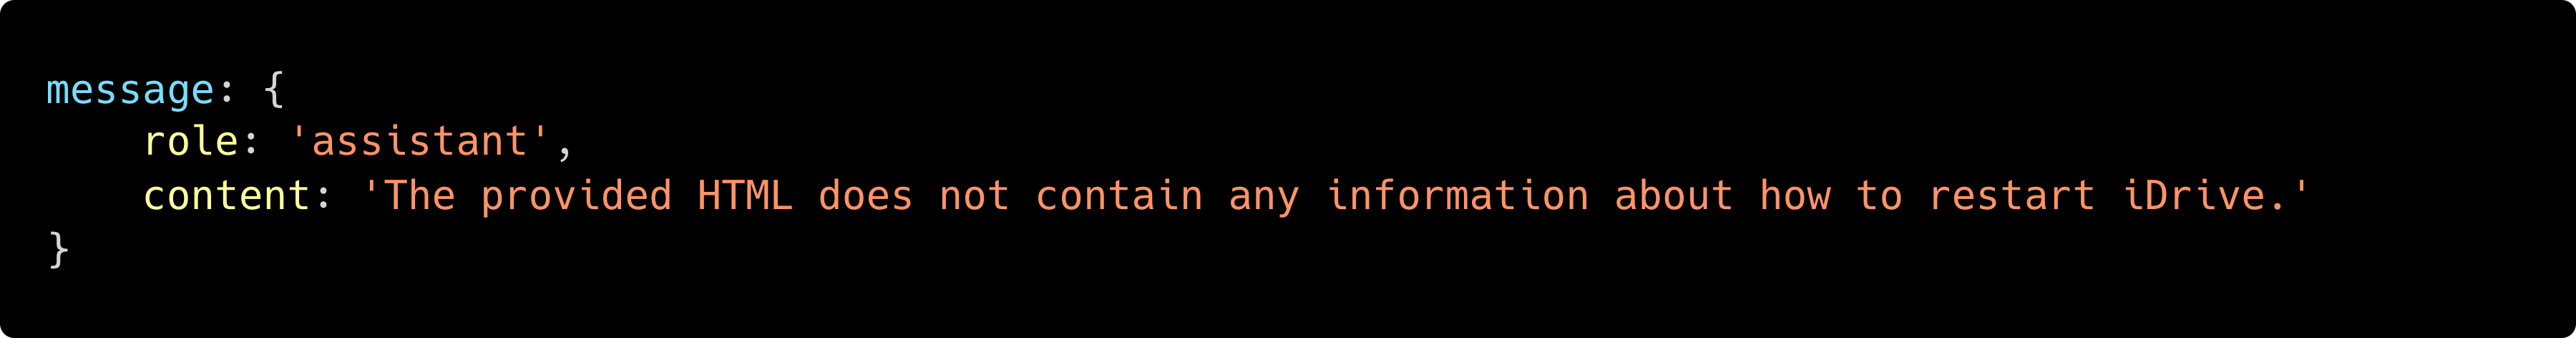 message: {
    role: 'assistant',
    content: 'The provided HTML does not contain any information about how to restart iDrive.'
}